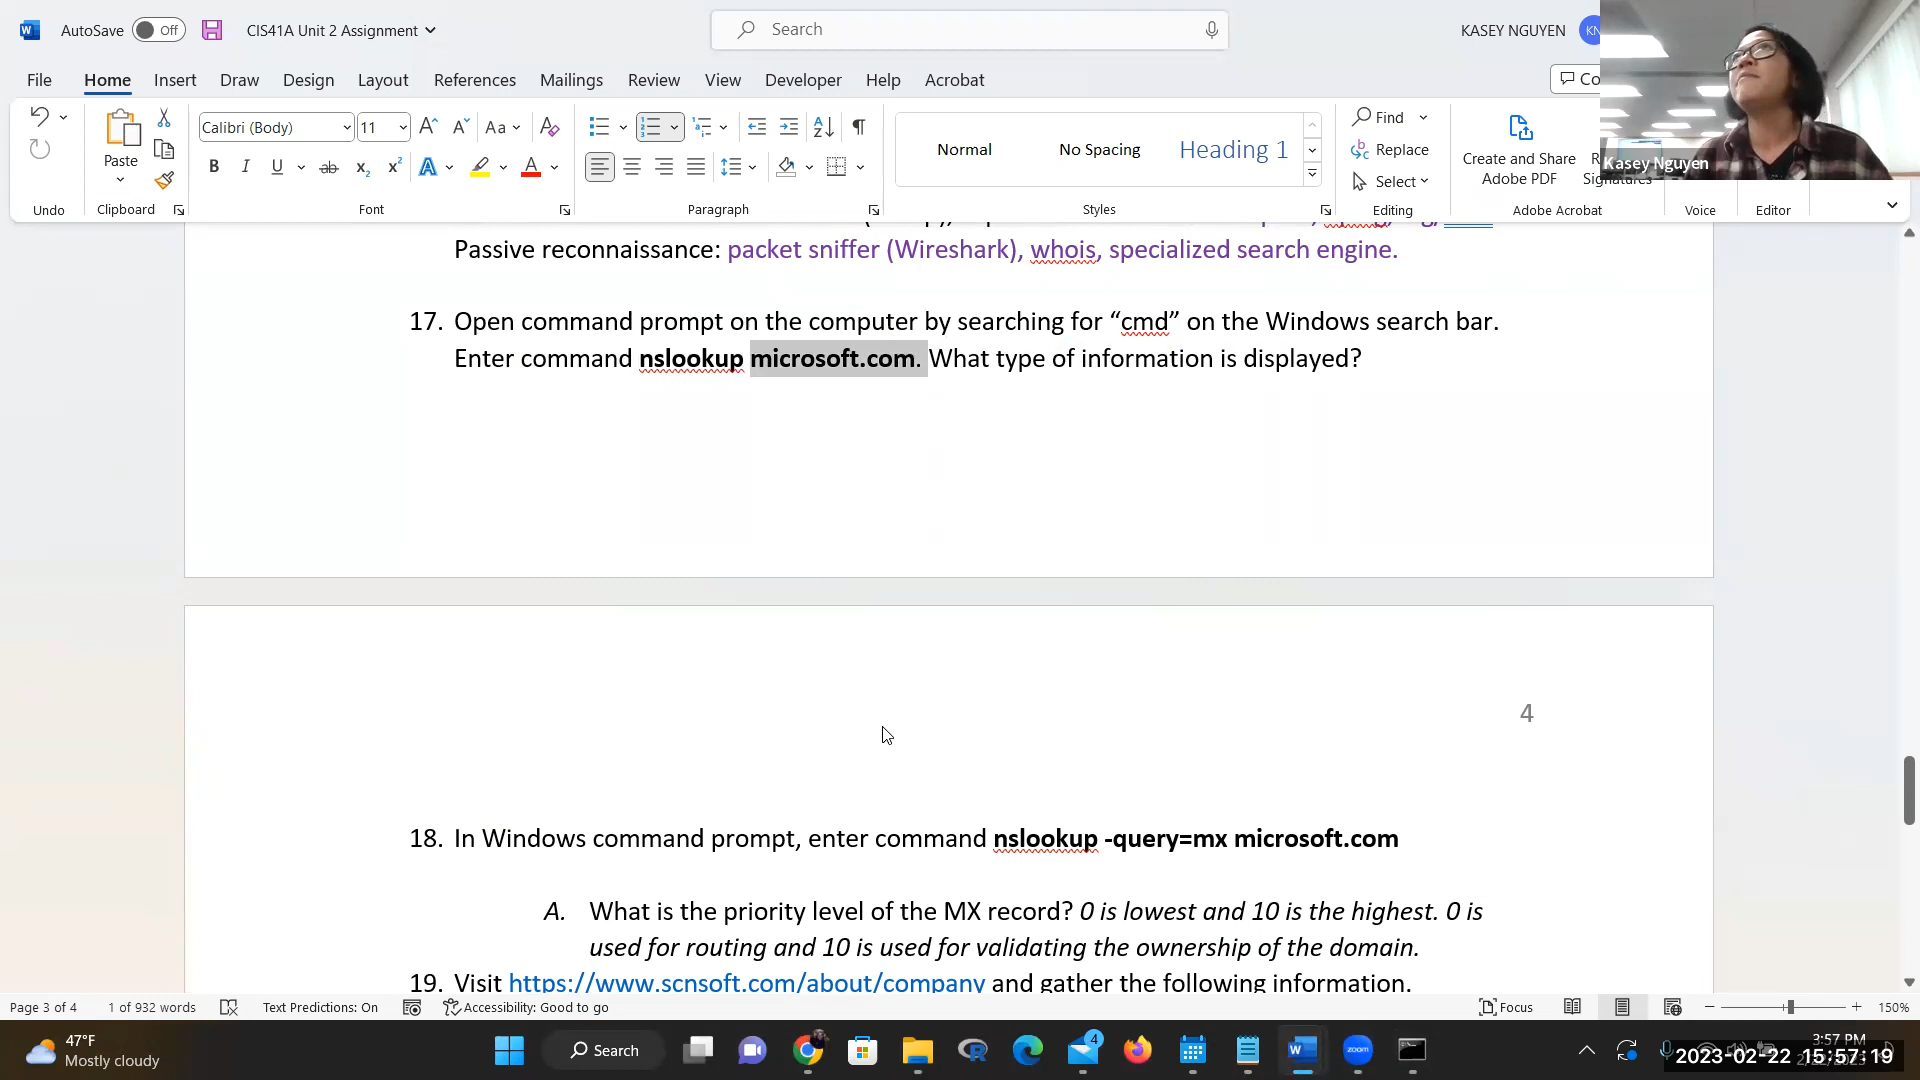 AutoSave Off CIS41A Unit 2 Assignment Search KASEY NGUYEN KN
File Home Insert Draw Design Layout References Mailings Review View Developer Help Acrobat Co
Calibri (Body) 11 Aa
Paste
Normal No Spacing Heading 1
Find
Replace
Select
Create and Share
Adobe PDF
Signatures
Kasey Nguyen
Undo Clipboard Font Paragraph Styles Editing Adobe Acrobat Voice Editor
Passive reconnaissance: packet sniffer (Wireshark), whois, specialized search engine.
17. Open command prompt on the computer by searching for “cmd” on the Windows search bar.
Enter command nslookup microsoft.com. What type of information is displayed?
4
18. In Windows command prompt, enter command nslookup -query=mx microsoft.com
A. What is the priority level of the MX record? 0 is lowest and 10 is the highest. 0 is
used for routing and 10 is used for validating the ownership of the domain.
19. Visit https://www.scnsoft.com/about/company and gather the following information.
Page 3 of 4 1 of 932 words Text Predictions: On Accessibility: Good to go Focus 150%
47°F
Mostly cloudy
Search
4
zoom
3:57 PM
2023-02-22 15:57:19